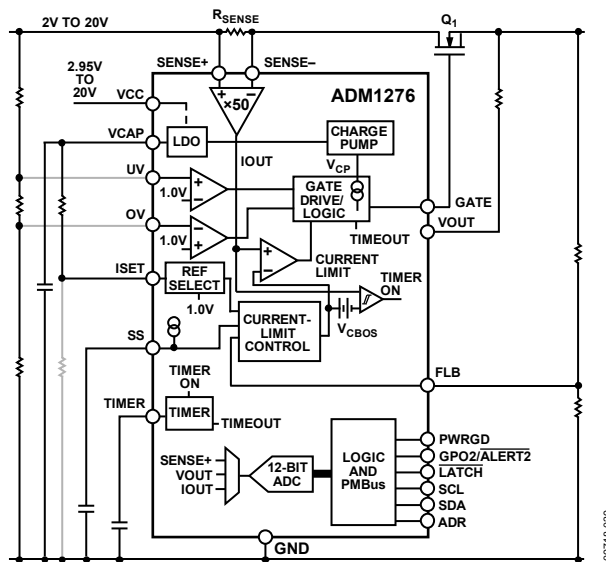 2V TO 20V
RSENSE
Q1
SENSE+
SENSE–
2.95V
TO
20V
VCC
×50
ADM1276
VCAP
LDO
CHARGE
PUMP
IOUT
VCP
UV
1.0V
GATE
DRIVE/
LOGIC
GATE
VOUT
OV
1.0V
TIMEOUT
CURRENT
LIMIT
ISET
REF
SELECT
1.0V
TIMER
ON
VCBOS
CURRENT-
LIMIT
CONTROL
SS
FLB
TIMER
ON
TIMER
TIMER
TIMEOUT
SENSE+
VOUT
IOUT
12-BIT
ADC
LOGIC
AND
PMBus
PWRGD
GPO2/ALERT2
LATCH
SCL
SDA
ADR
GND